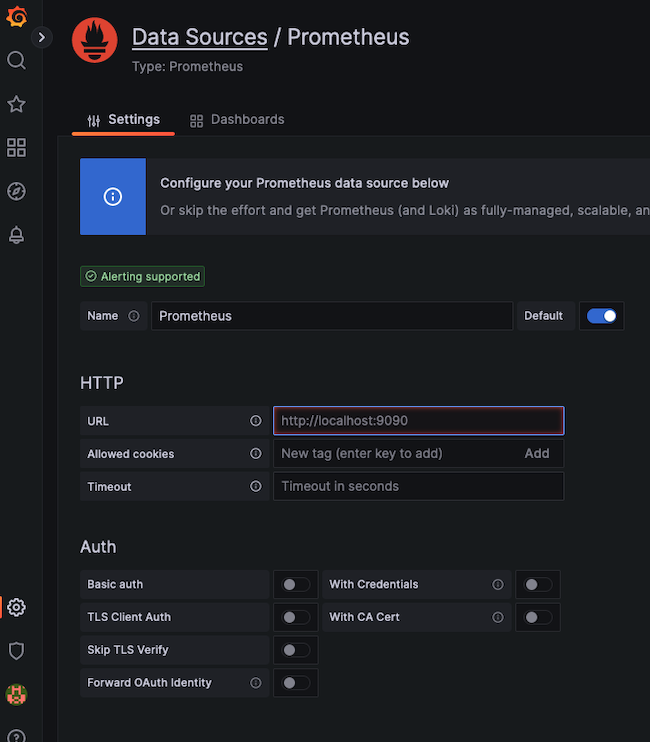 Data Sources / Prometheus
Type: Prometheus
Settings Dashboards
Configure your Prometheus data source below
Or skip the effort and get Prometheus (and Loki) as fully-managed, scalable, an
Alerting supported
Name Prometheus Default
HTTP
URL http://localhost:9090
Allowed cookies New tag (enter key to add) Add
Timeout Timeout in seconds
Auth
Basic auth With Credentials
TLS Client Auth With CA Cert
Skip TLS Verify
Forward OAuth Identity